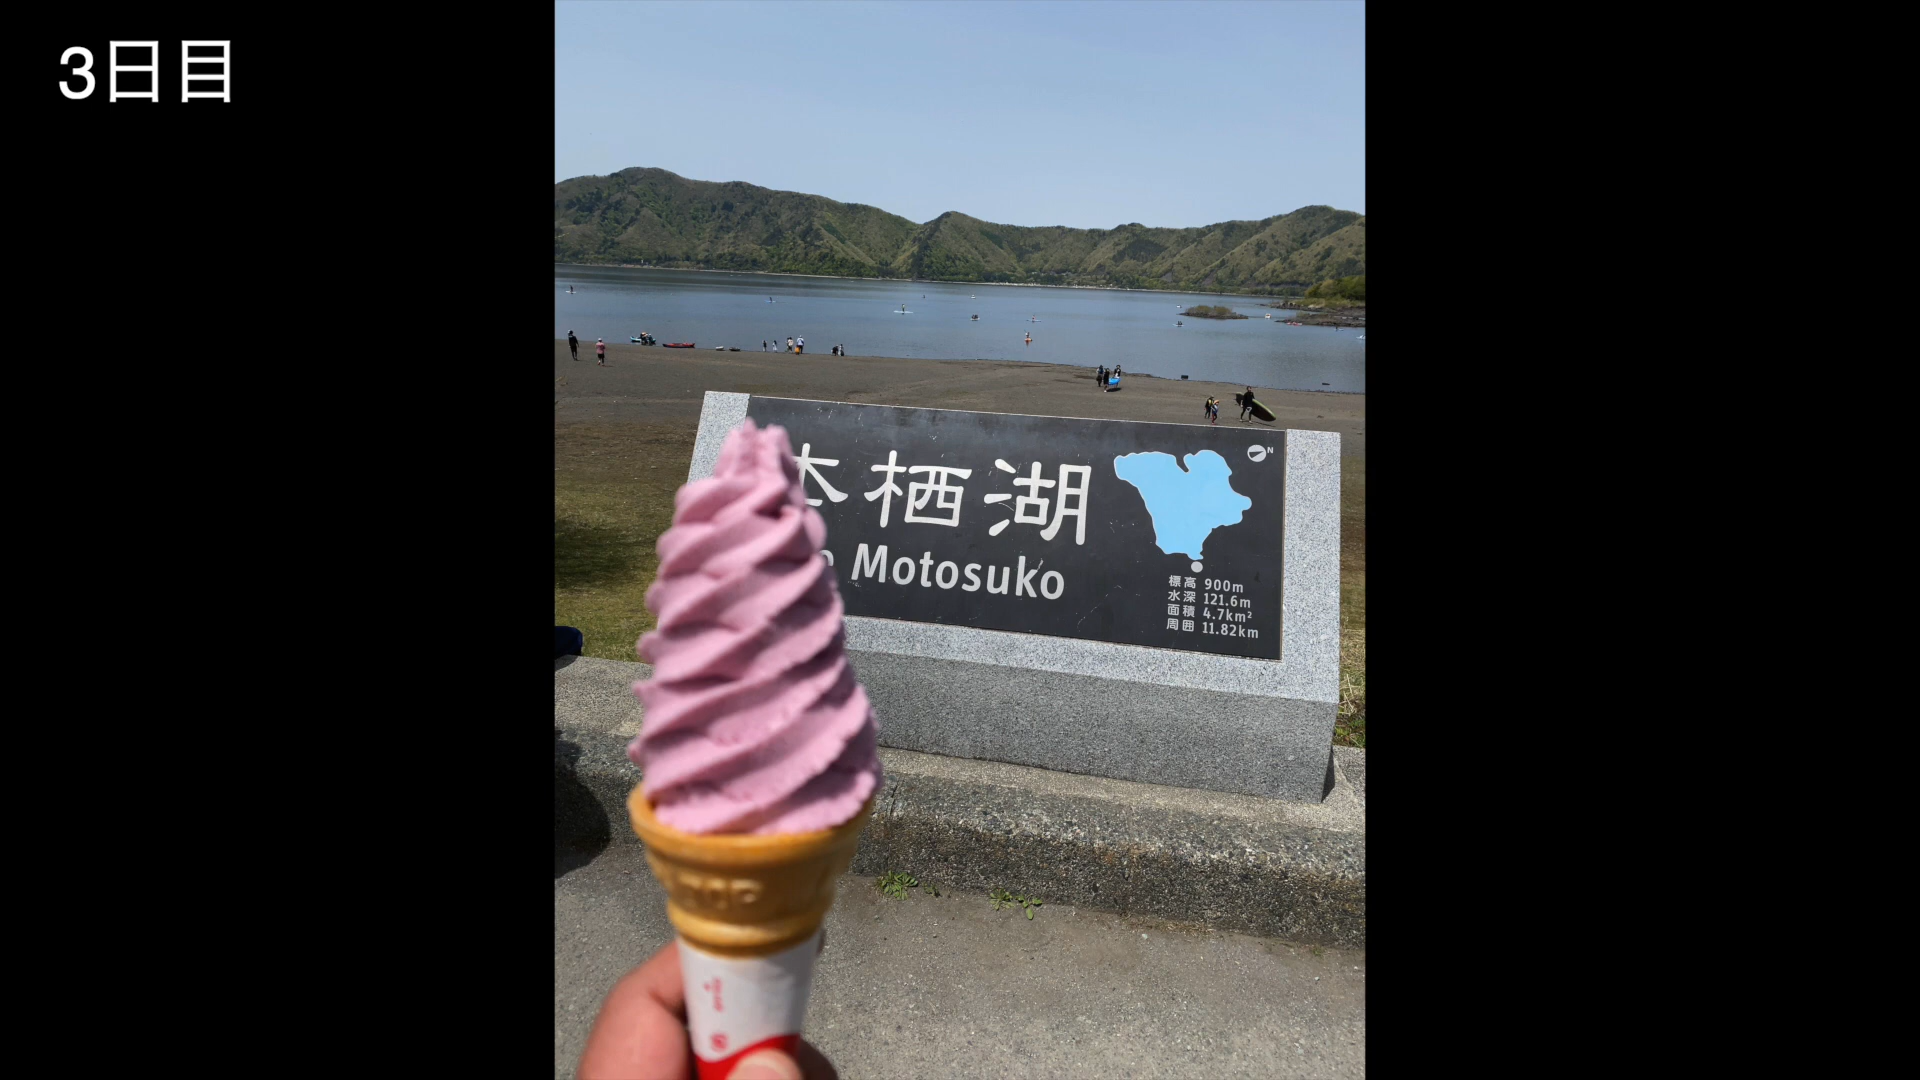 3日目
本栖湖
Motosuko
N
標高 900m
水深 121.6m
面積 4.7km²
周囲 11.82km